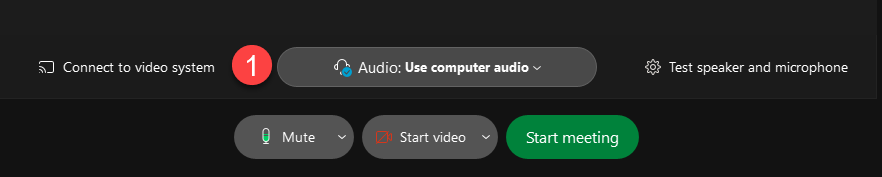 Connect to video system 1 Audio: Use computer audio Test speaker and microphone
Mute Start video Start meeting